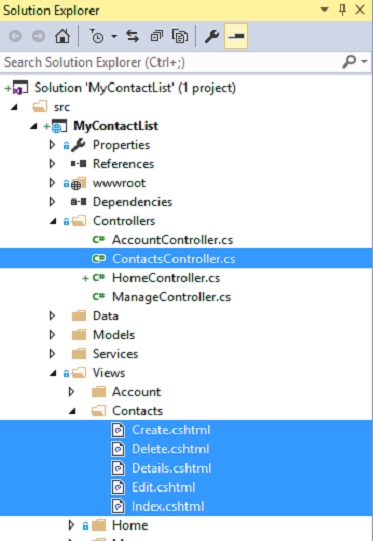 Solution Explorer
Search Solution Explorer (Ctrl+;)
Solution 'MyContactList' (1 project)
src
MyContactList
Properties
References
wwwroot
Dependencies
Controllers
C# AccountController.cs
C# ContactsController.cs
+ C# HomeController.cs
C# ManageController.cs
Data
Models
Services
Views
Account
Contacts
Create.cshtml
Delete.cshtml
Details.cshtml
Edit.cshtml
Index.cshtml
Home